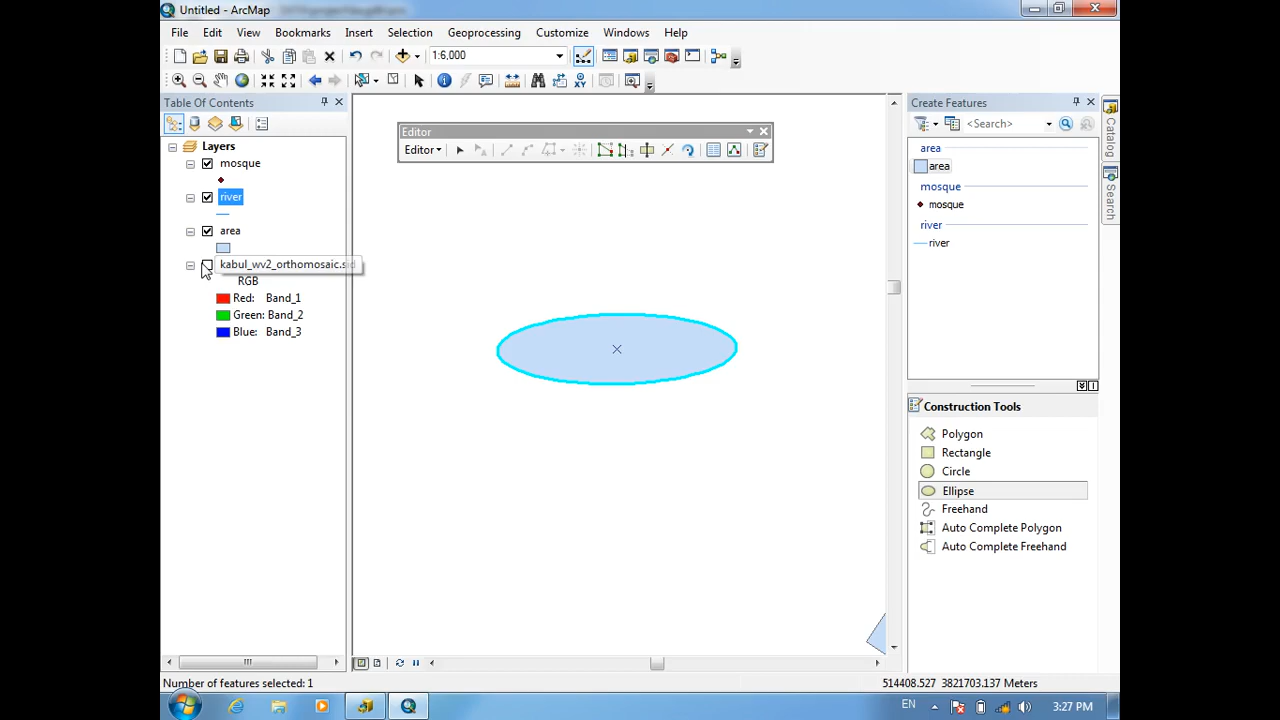 Untitled - ArcMap
File Edit View Bookmarks Insert Selection Geoprocessing Customize Windows Help
1:6,000
Table Of Contents
Layers
mosque
river
area
kabul_wv2_orthomosaic.sid
RGB
Red: Band_1
Green: Band_2
Blue: Band_3
Editor
Editor
Create Features
<Search>
area
area
mosque
mosque
river
river
Construction Tools
Polygon
Rectangle
Circle
Ellipse
Freehand
Auto Complete Polygon
Auto Complete Freehand
Catalog
Search
Number of features selected: 1
514408.527 3821703.137 Meters
EN
3:27 PM